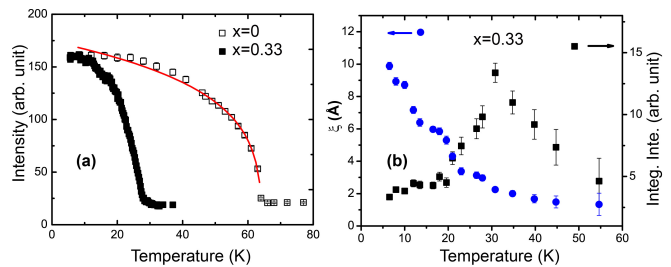 200
150
100
50
0
0 20 40 60 80
Temperature (K)
Intensity (arb. unit)
x=0
x=0.33
(a)
12
10
8
6
4
2
0
0 10 20 30 40 50 60
Temperature (K)
ξ (Å)
x=0.33
(b)
15
10
5
Integ. Inte. (arb. unit)